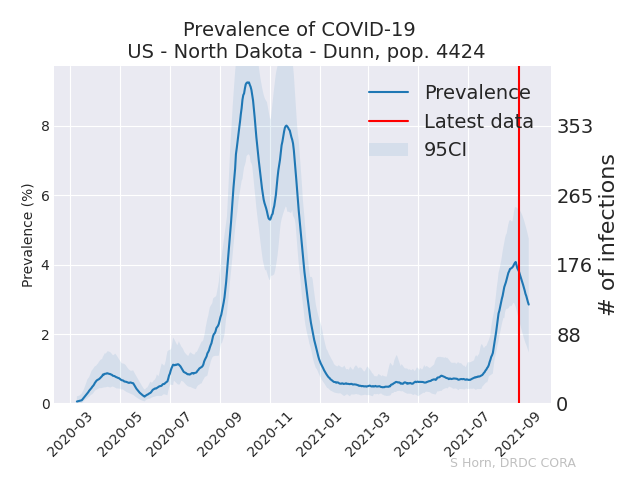 Prevalence of COVID-19
US - North Dakota - Dunn, pop. 4424
Prevalence
Latest data
95CI
Prevalence (%)
8
6
4
2
0
353
265
176
88
0
# of infections
2020-03
2020-05
2020-07
2020-09
2020-11
2021-01
2021-03
2021-05
2021-07
2021-09
S Horn, DRDC CORA